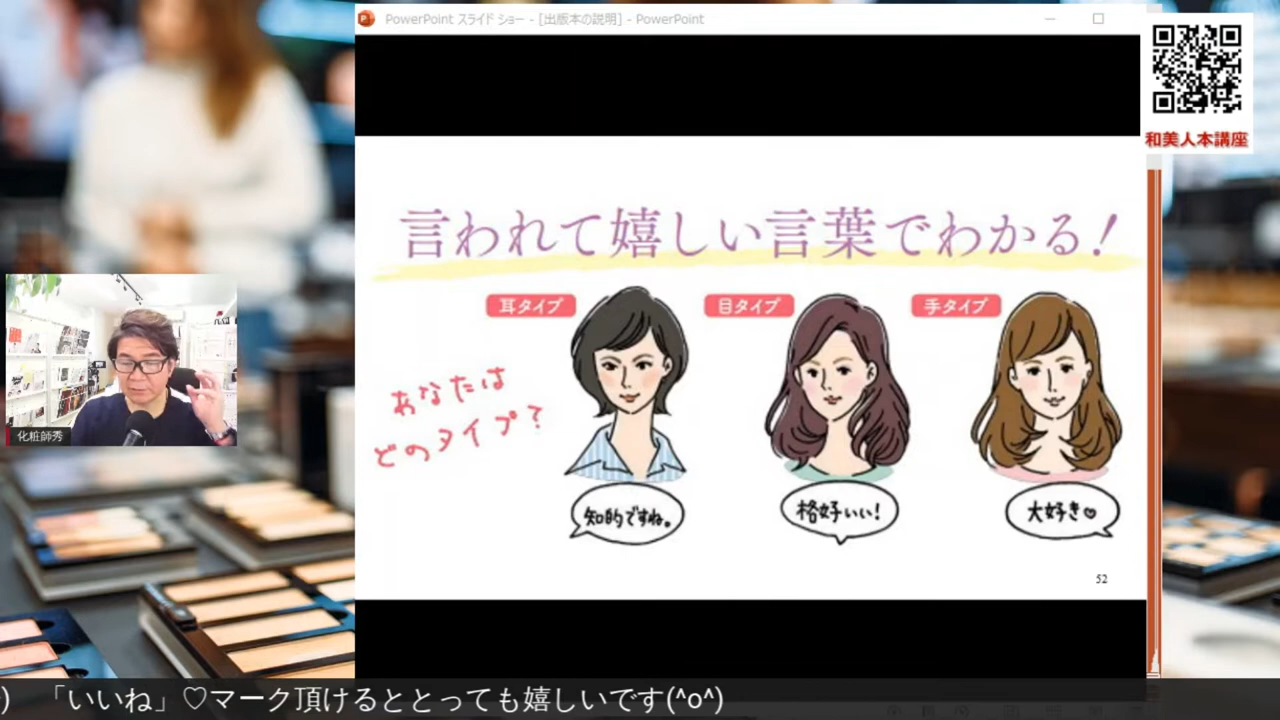 PowerPoint スライド ショー - [出版本の説明] - PowerPoint
和美人本講座
言われて嬉しい言葉でわかる!
耳タイプ
目タイプ
手タイプ
あなたは
どのタイプ?
知的ですね。
格好いい!
大好き♡
52
化粧師秀
) 「いいね」♡マーク頂けるととっても嬉しいです(^o^)